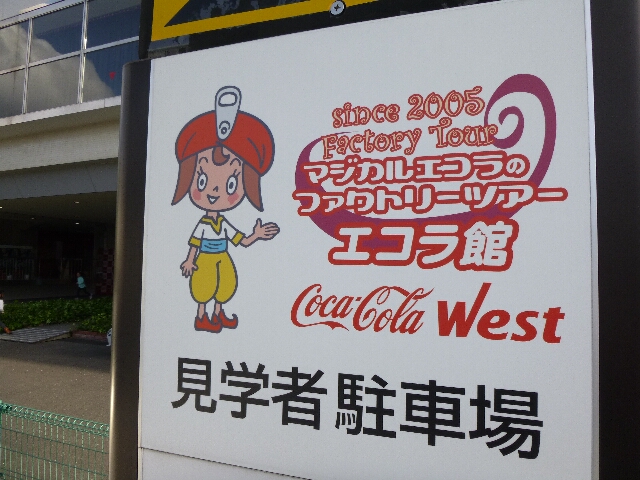 since 2005
Factory Tour
マジカルエコラの
ファクトリーツアー
エコラ館
Coca-Cola West
見学者駐車場